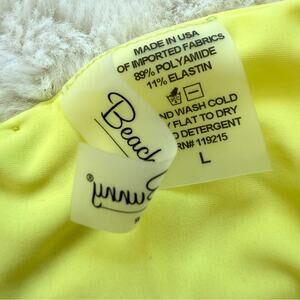 MADE IN USA
OF IMPORTED FABRICS
89% POLYAMIDE
11% ELASTIN
WASH COLD
FLAT TO DRY
DETERGENT
RN# 119215
L
Beach
Bunny®